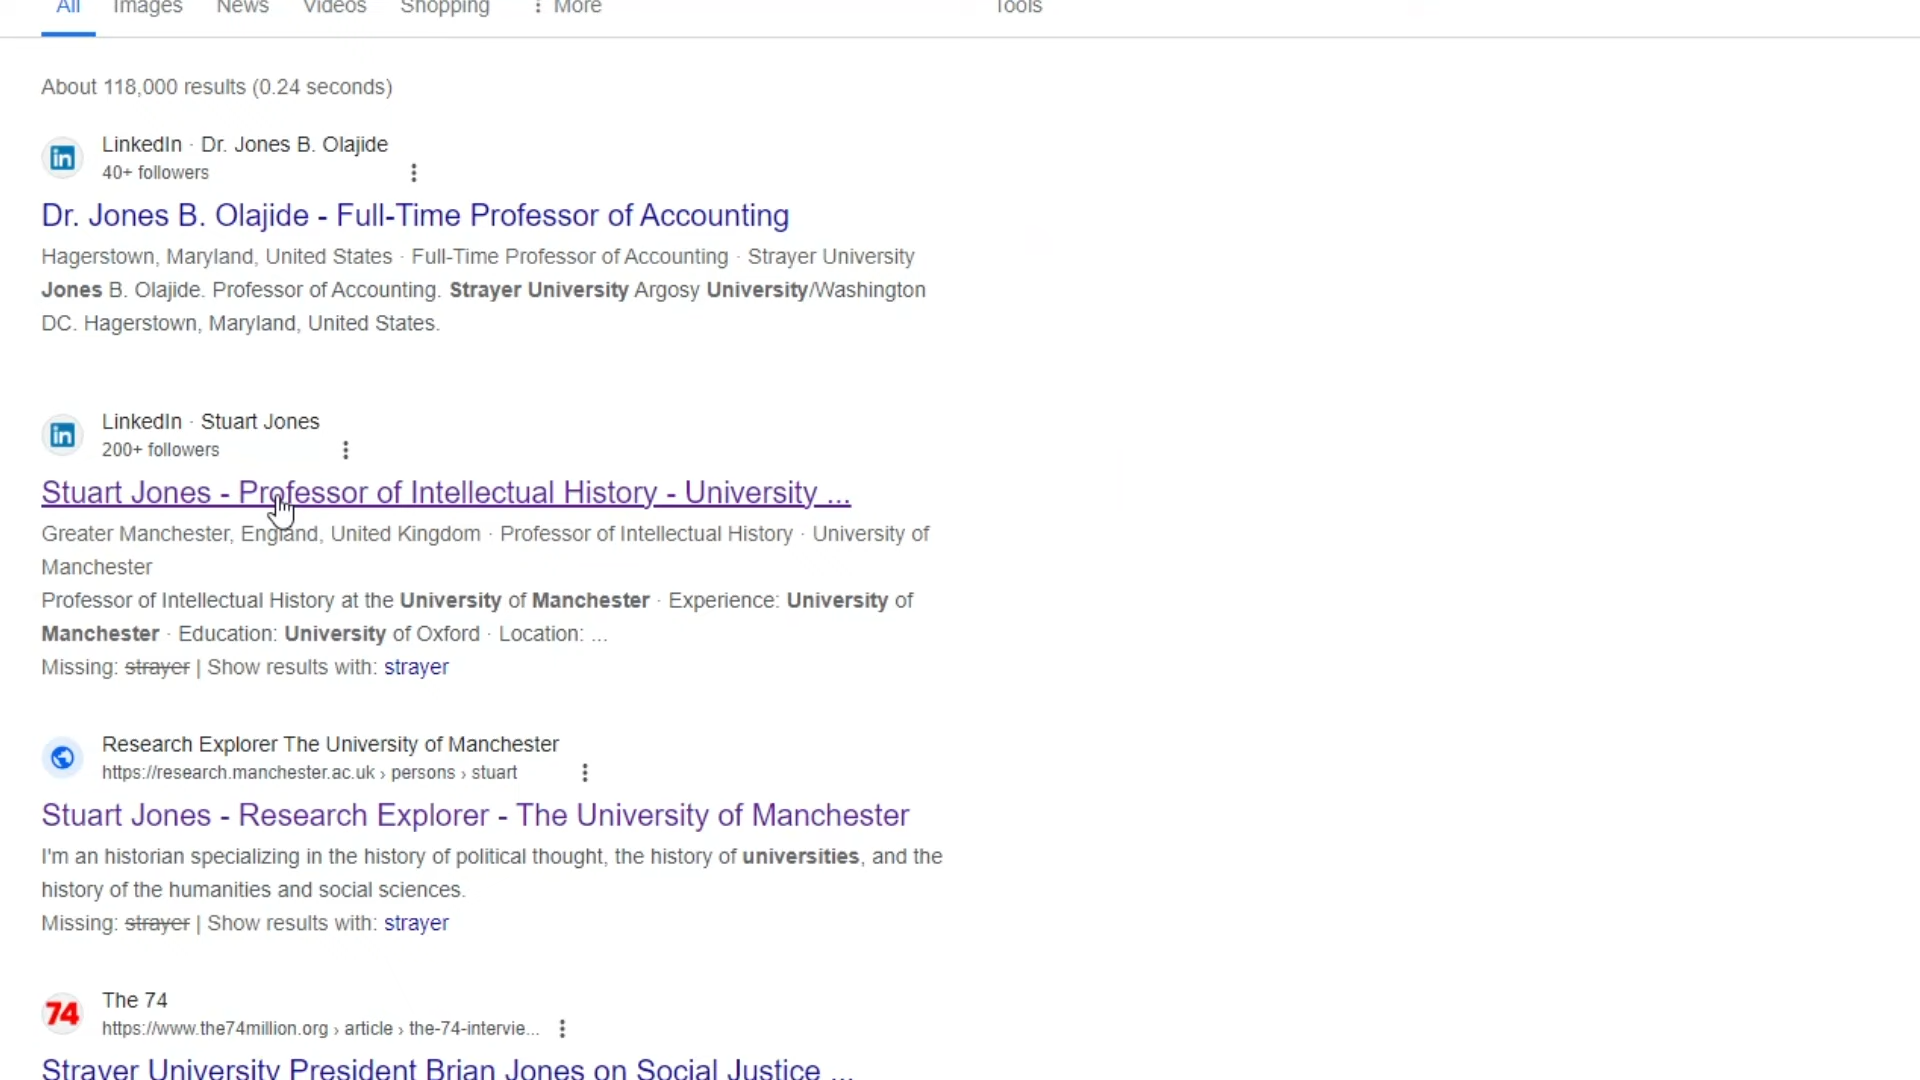 All Images News Videos Shopping More Tools
About 118,000 results (0.24 seconds)
LinkedIn · Dr. Jones B. Olajide
40+ followers
Dr. Jones B. Olajide - Full-Time Professor of Accounting
Hagerstown, Maryland, United States · Full-Time Professor of Accounting · Strayer University
Jones B. Olajide. Professor of Accounting. Strayer University Argosy University/Washington
DC. Hagerstown, Maryland, United States.
LinkedIn · Stuart Jones
200+ followers
Stuart Jones - Professor of Intellectual History - University ...
Greater Manchester, England, United Kingdom · Professor of Intellectual History · University of
Manchester
Professor of Intellectual History at the University of Manchester · Experience: University of
Manchester · Education: University of Oxford · Location: ...
Missing: strayer | Show results with: strayer
Research Explorer The University of Manchester
https://research.manchester.ac.uk › persons › stuart
Stuart Jones - Research Explorer - The University of Manchester
I'm an historian specializing in the history of political thought, the history of universities, and the
history of the humanities and social sciences.
Missing: strayer | Show results with: strayer
74 The 74
https://www.the74million.org › article › the-74-intervie...
Strayer University President Brian Jones on Social Justice ...